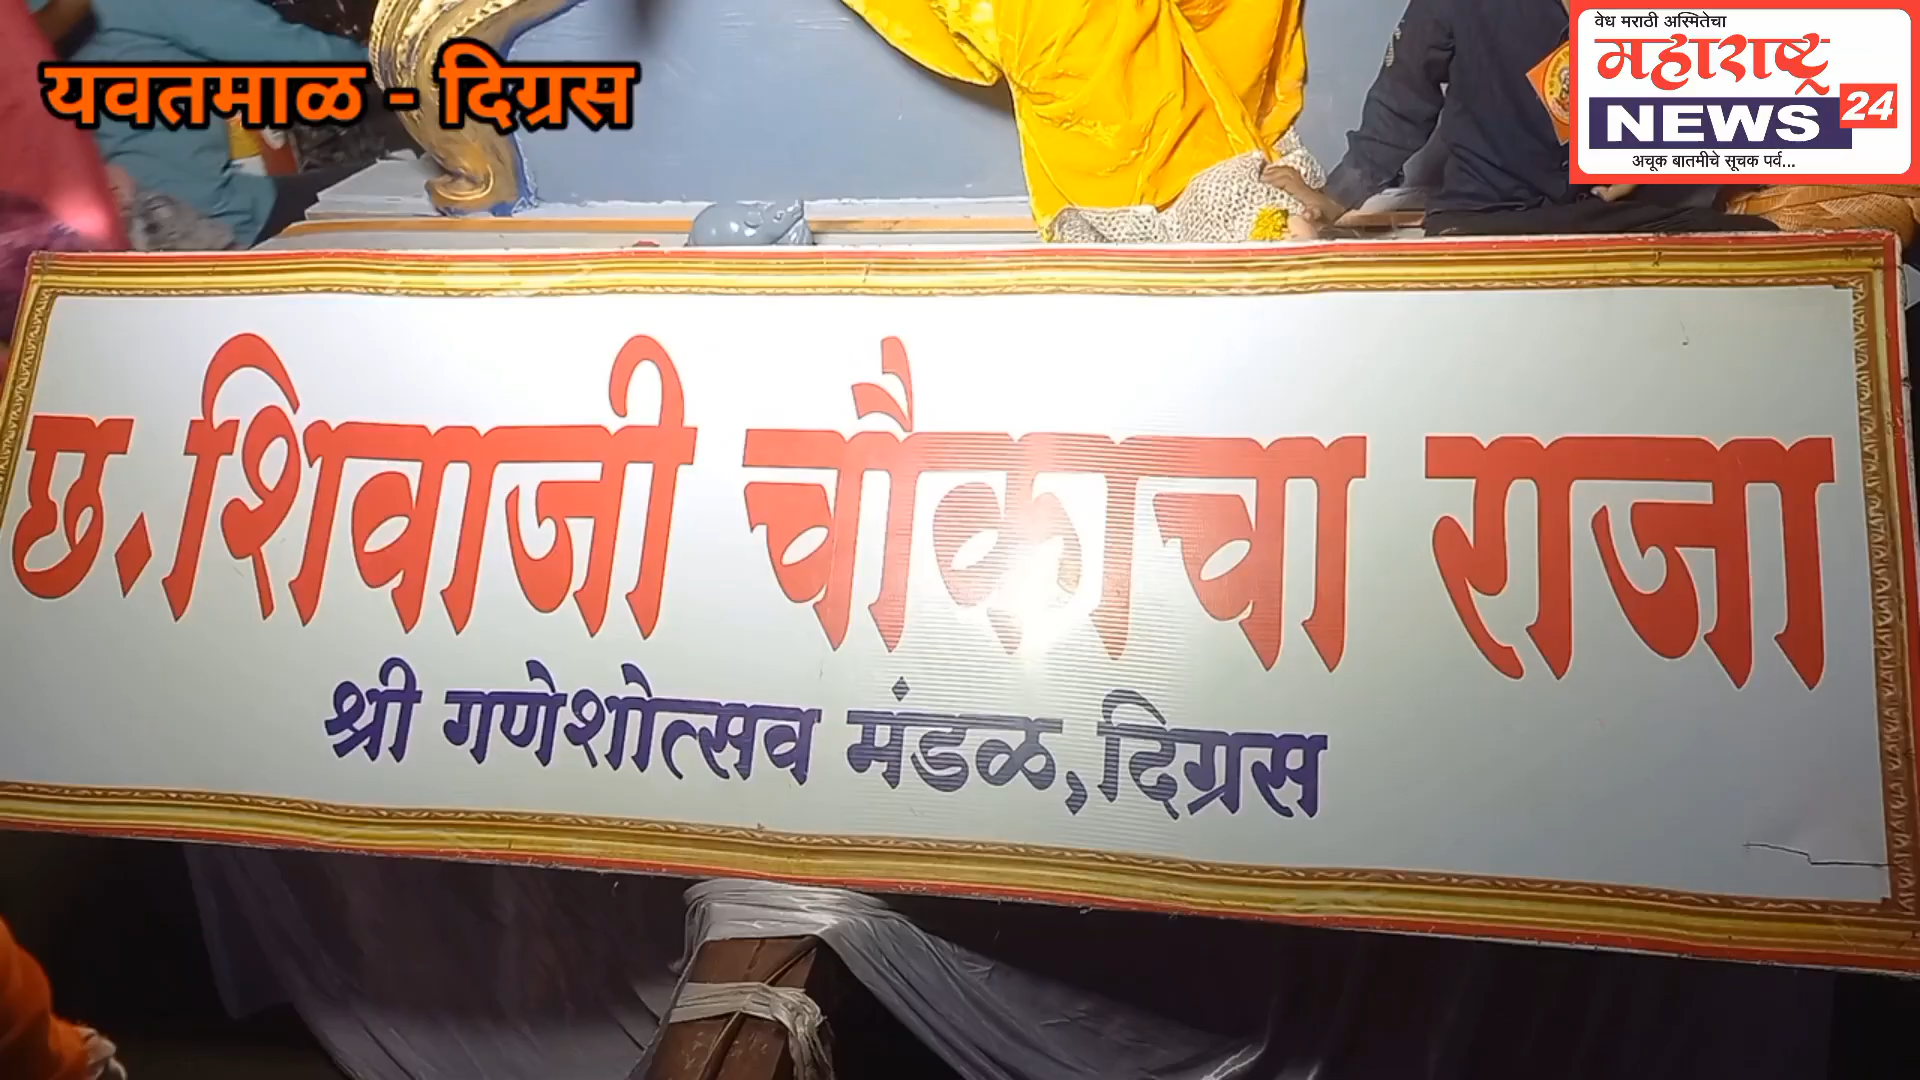 वेध मराठी अस्मितेचा
महाराष्ट्र
NEWS 24
अचूक बातमीचे सूचक पर्व...
यवतमाळ - दिग्रस
छ.शिवाजी चौकाचा राजा
श्री गणेशोत्सव मंडळ,दिग्रस